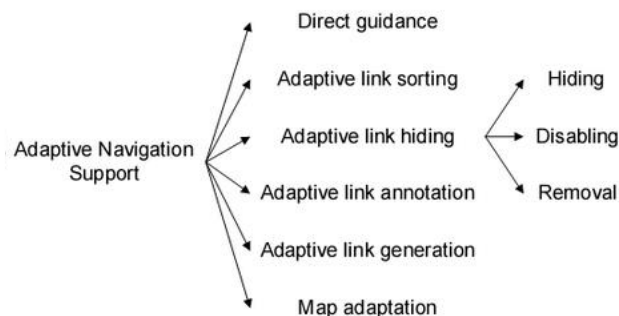 Direct guidance
Adaptive link sorting
Hiding
Adaptive Navigation
Support
Adaptive link hiding
Disabling
Adaptive link annotation
Removal
Adaptive link generation
Map adaptation